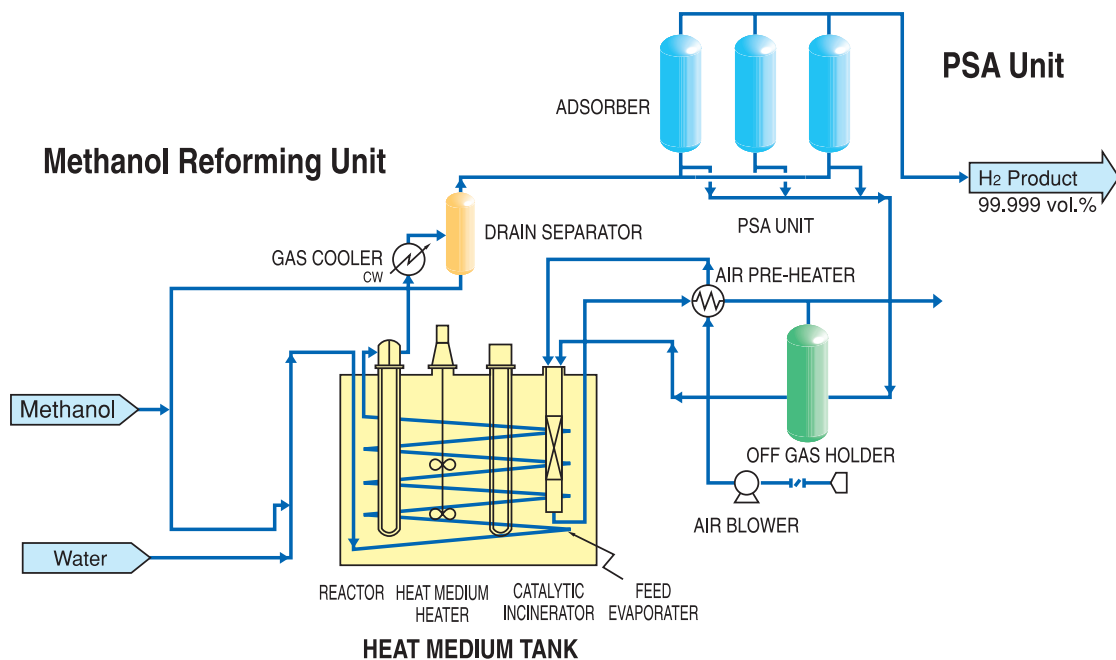 PSA Unit
ADSORBER
Methanol Reforming Unit
H2 Product
99.999 vol.%
DRAIN SEPARATOR
PSA UNIT
GAS COOLER
CW
AIR PRE-HEATER
Methanol
OFF GAS HOLDER
AIR BLOWER
Water
REACTOR
HEAT MEDIUM
HEATER
CATALYTIC
INCINERATOR
FEED
EVAPORATER
HEAT MEDIUM TANK